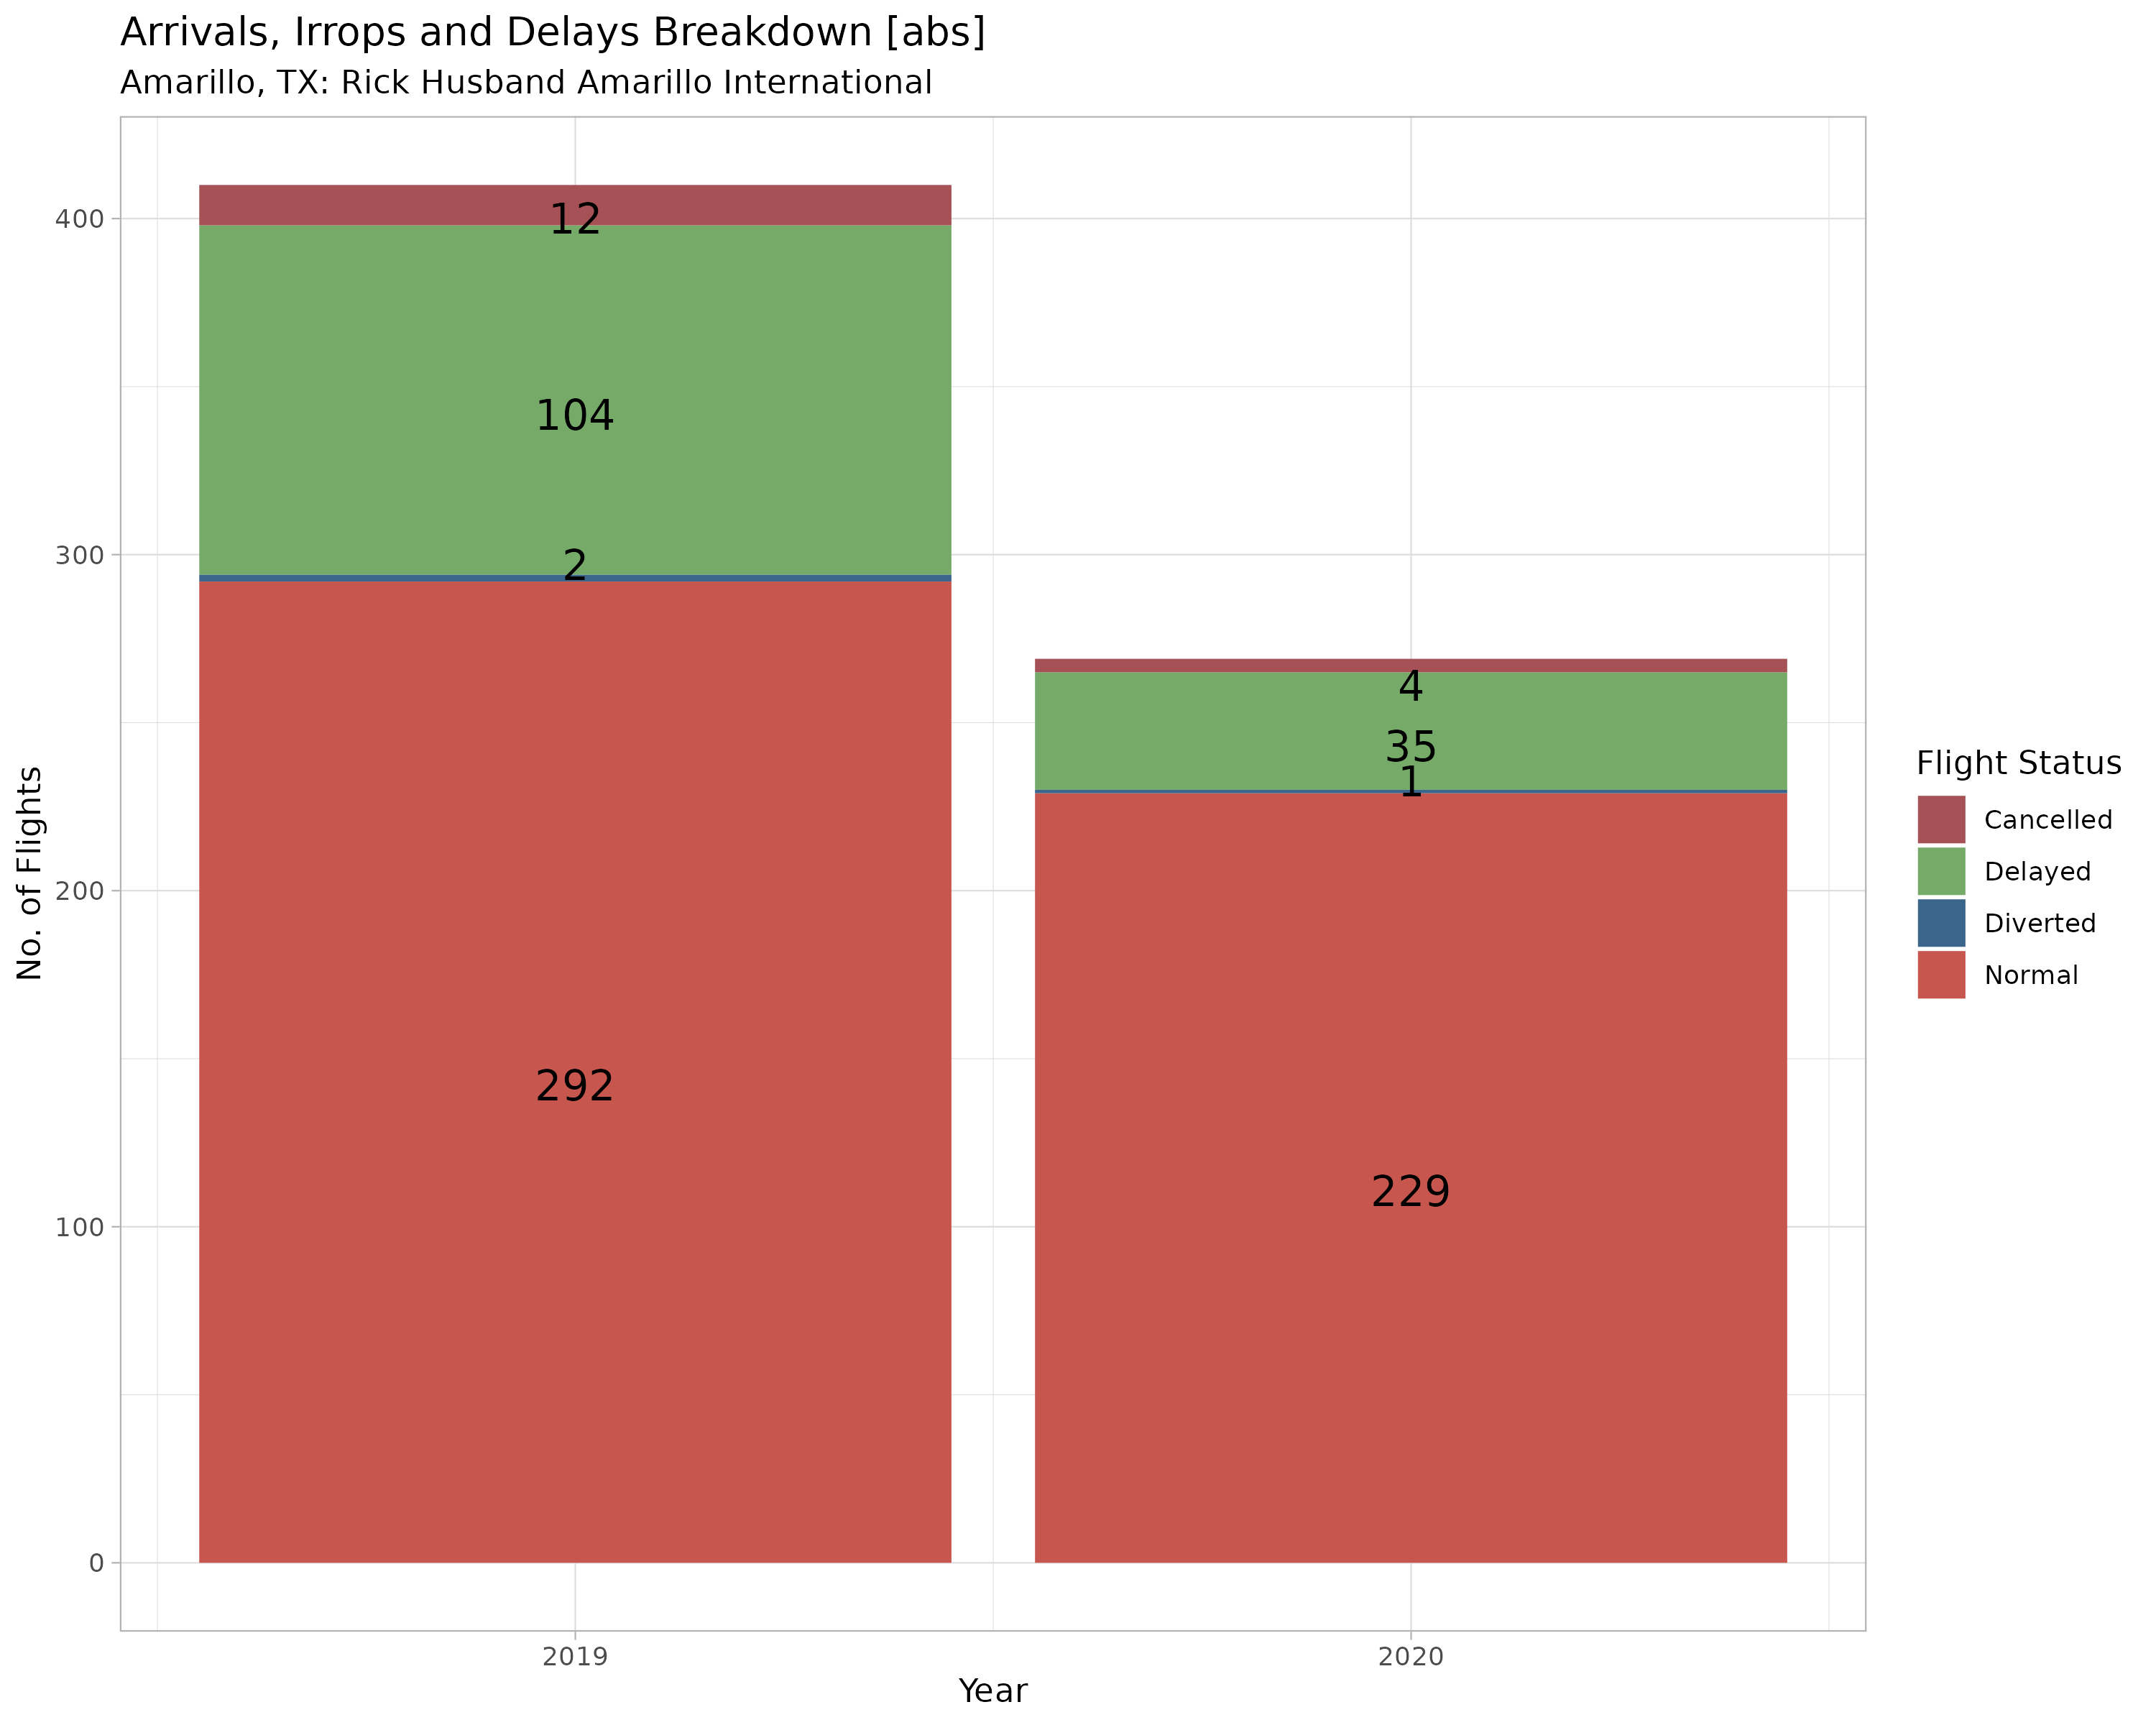 Arrivals, Irrops and Delays Breakdown [abs]
Amarillo, TX: Rick Husband Amarillo International
No. of Flights
400
300
200
100
0
12
104
2
292
4
35
1
229
2019
2020
Year
Flight Status
Cancelled
Delayed
Diverted
Normal